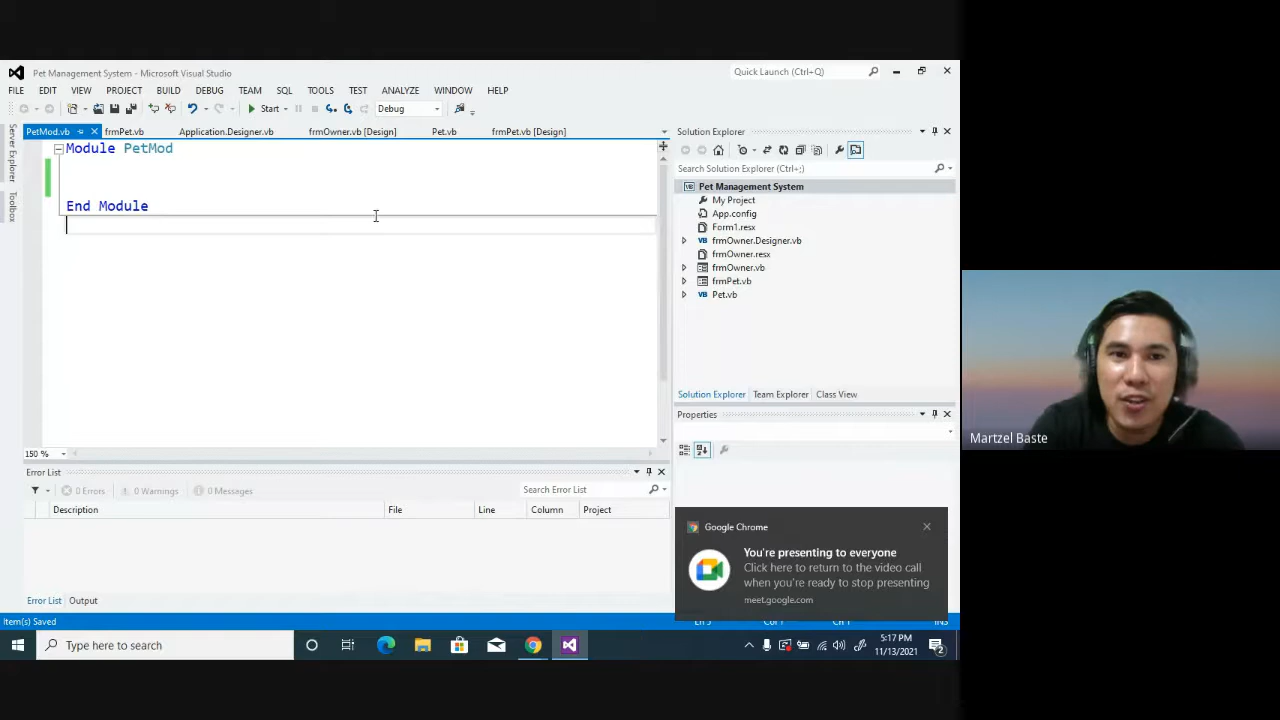 Pet Management System - Microsoft Visual Studio
Quick Launch (Ctrl+Q)
FILE EDIT VIEW PROJECT BUILD DEBUG TEAM SQL TOOLS TEST ANALYZE WINDOW HELP
Start Debug
PetMod.vb frmPet.vb Application.Designer.vb frmOwner.vb [Design] Pet.vb frmPet.vb [Design]
Server Explorer
Toolbox
Module PetMod
End Module
150 %
Solution Explorer
Search Solution Explorer (Ctrl+;)
Pet Management System
My Project
App.config
Form1.resx
frmOwner.Designer.vb
frmOwner.resx
frmOwner.vb
frmPet.vb
Pet.vb
Solution Explorer Team Explorer Class View
Properties
Error List
0 Errors 0 Warnings 0 Messages Search Error List
Description File Line Column Project
Error List Output
Google Chrome
You're presenting to everyone
Click here to return to the video call
when you're ready to stop presenting
meet.google.com
Item(s) Saved
Type here to search
5:17 PM
11/13/2021
2
Martzel Baste